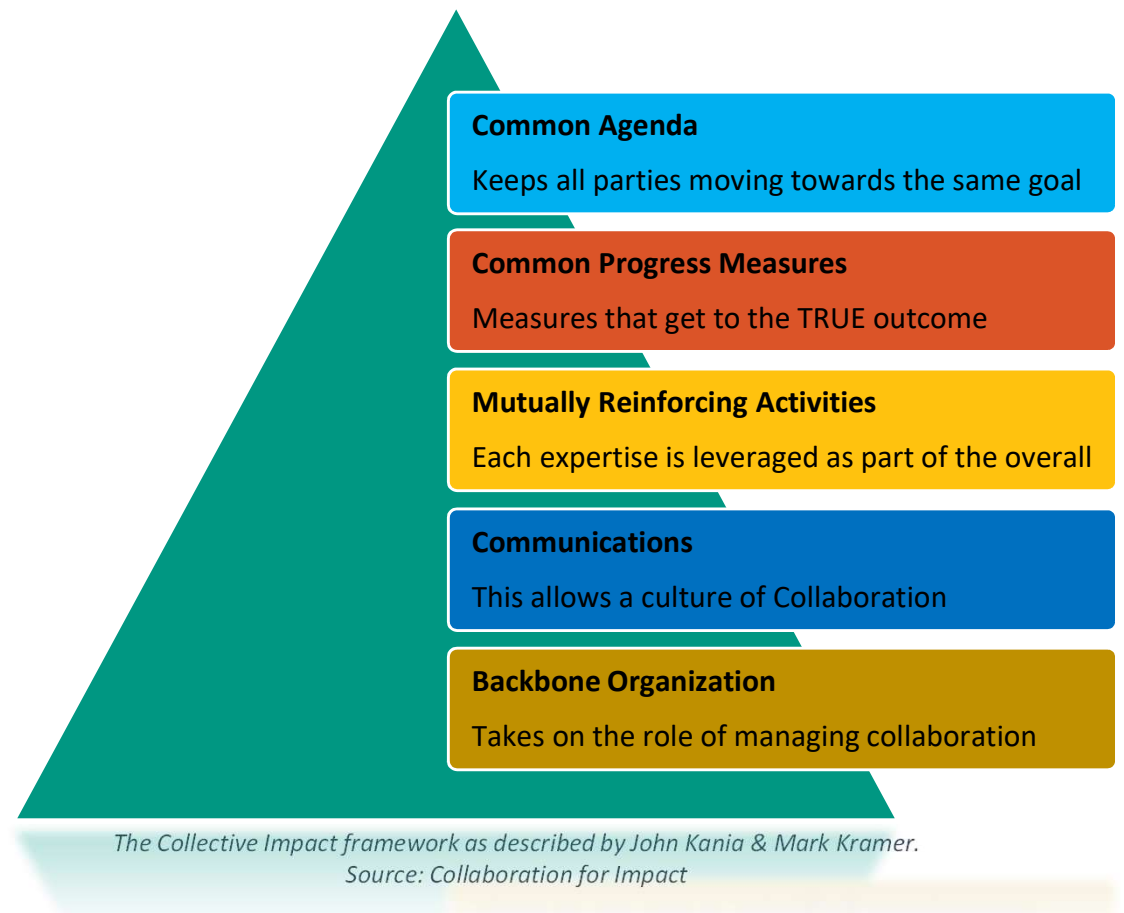 Common Agenda
Keeps all parties moving towards the same goal
Common Progress Measures
Measures that get to the TRUE outcome
Mutually Reinforcing Activities
Each expertise is leveraged as part of the overall
Communications
This allows a culture of Collaboration
Backbone Organization
Takes on the role of managing collaboration
The Collective Impact framework as described by John Kania & Mark Kramer.
Source: Collaboration for Impact